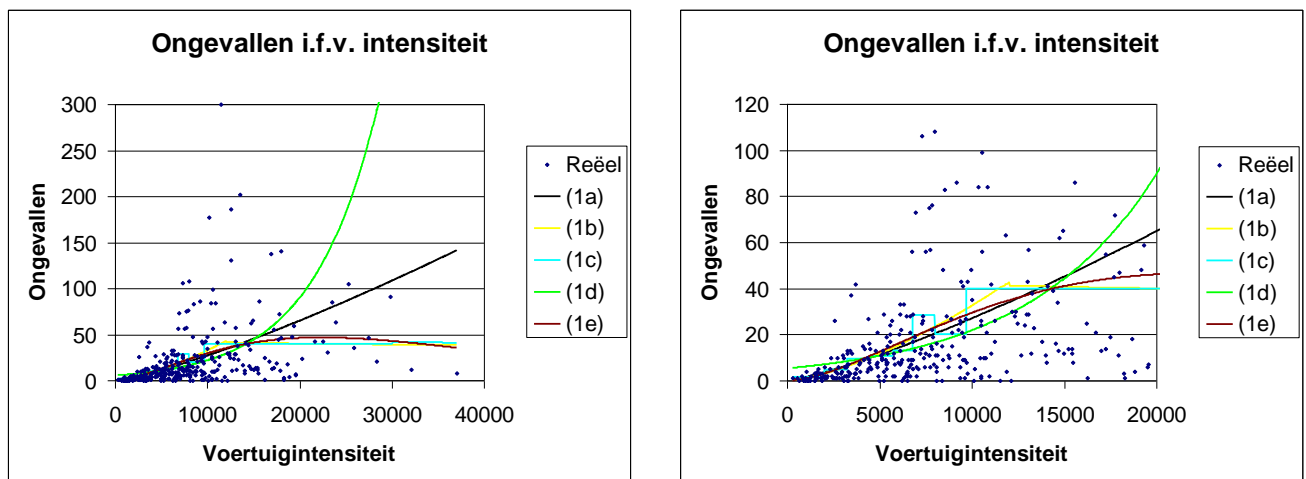 Ongevallen i.f.v. intensiteit
300
250
200
150
100
50
0
0 10000 20000 30000 40000
Ongevallen
Voertuigintensiteit
Reëel
(1a)
(1b)
(1c)
(1d)
(1e)
Ongevallen i.f.v. intensiteit
120
100
80
60
40
20
0
0 5000 10000 15000 20000
Ongevallen
Voertuigintensiteit
Reëel
(1a)
(1b)
(1c)
(1d)
(1e)